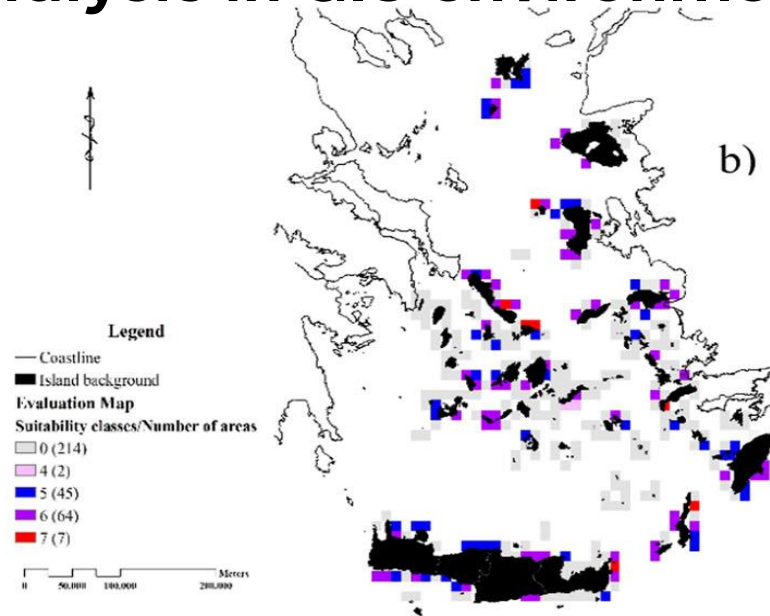 b)
Legend
Coastline
Island background
Evaluation Map
Suitability classes/Number of areas
0 (214)
4 (2)
5 (45)
6 (64)
7 (7)
Meters
0 50,000 100,000 200,000